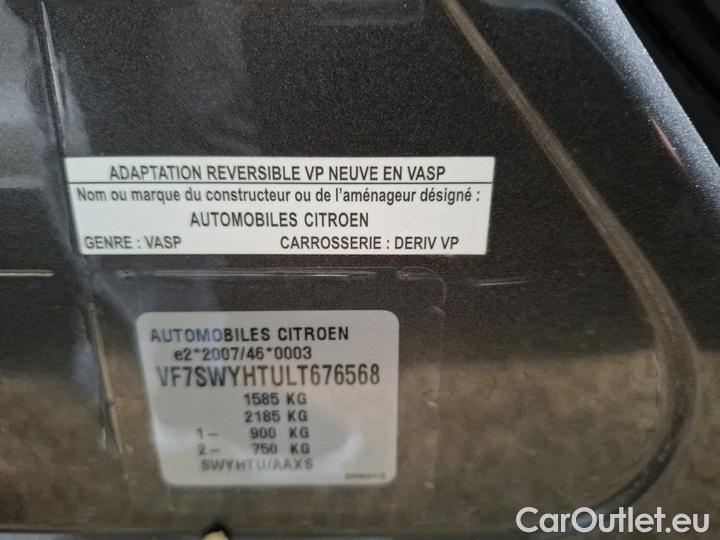 ADAPTATION REVERSIBLE VP NEUVE EN VASP
Nom ou marque du constructeur ou de l'aménageur désigné :
AUTOMOBILES CITROEN
GENRE : VASP CARROSSERIE : DERIV VP
AUTOMOBILES CITROEN
e2*2007/46*0003
VF7SWYHTULT676568
1585 KG
2185 KG
1- 900 KG
2- 750 KG
SWYHTU/AAXS
CarOutlet.eu